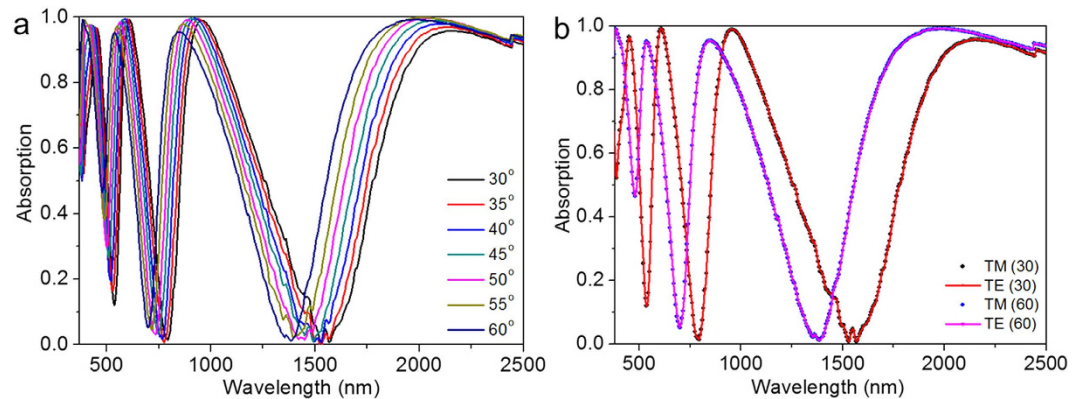 a
Absorption
1.0
0.8
0.6
0.4
0.2
0.0
500 1000 1500 2000 2500
Wavelength (nm)
30°
35°
40°
45°
50°
55°
60°
b
Absorption
1.0
0.8
0.6
0.4
0.2
0.0
500 1000 1500 2000 2500
Wavelength (nm)
TM (30)
TE (30)
TM (60)
TE (60)